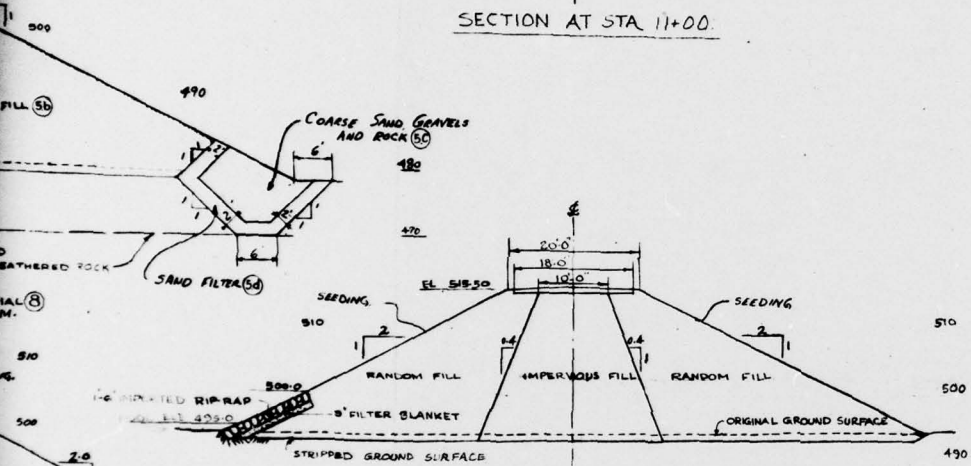 SECTION AT STA 11+00.
1
500
FILL 5b
490
COARSE SAND, GRAVELS
AND ROCK 5C
6'
480
1
1
2'
2'
2'
1
1
470
6'
WEATHERED ROCK
SAND FILTER 5d
8
M.
510
500
2.0
℄
20'-0"
18'-0"
10'-0"
EL 515.50
SEEDING
SEEDING
510
510
2
1
0.4
1
0.4
1
2
1
RANDOM FILL
IMPERVIOUS FILL
RANDOM FILL
500.0
500
RIP-RAP
FILTER BLANKET
ORIGINAL GROUND SURFACE
STRIPPED GROUND SURFACE
490